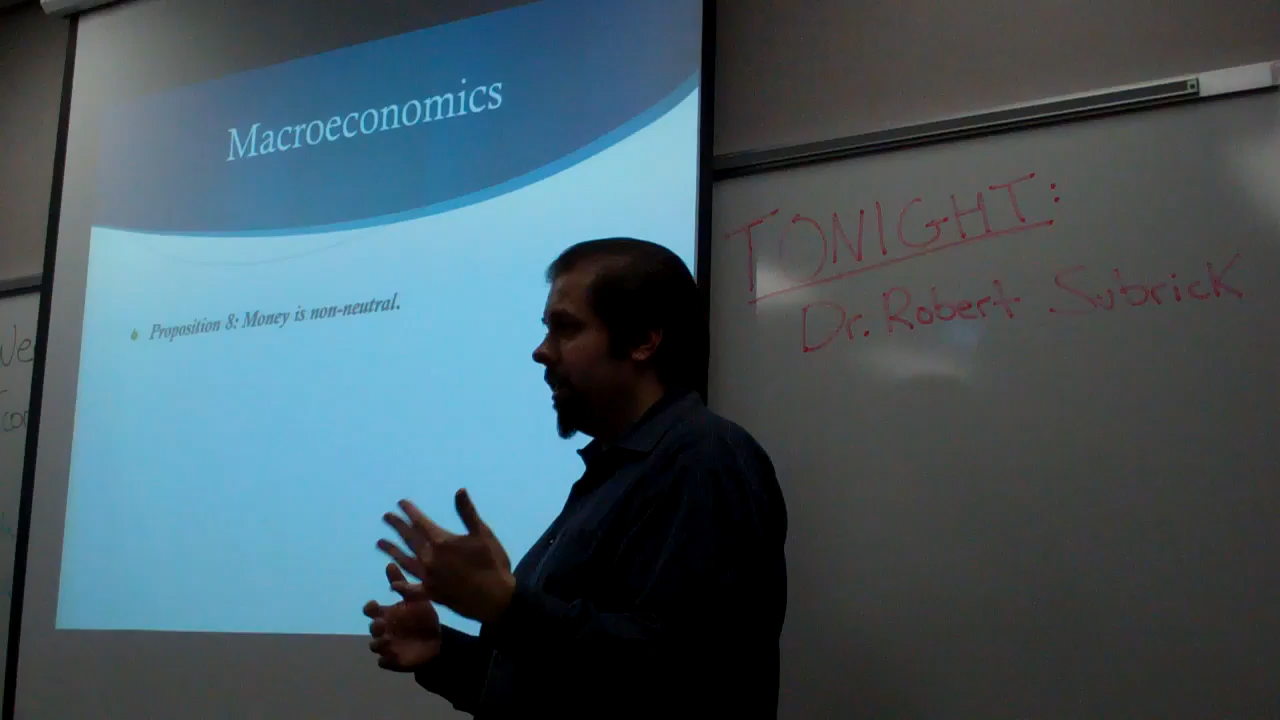 Macroeconomics
Proposition 8: Money is non-neutral.
TONIGHT:
Dr. Robert Subrick